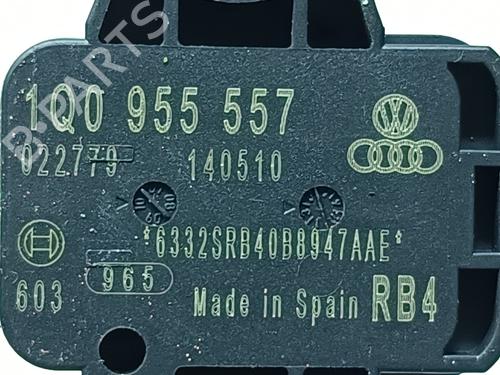 1Q0 955 557
022779 140510
*6332SRB40B8947AAE*
965
603 Made in Spain RB4
B-PARTS